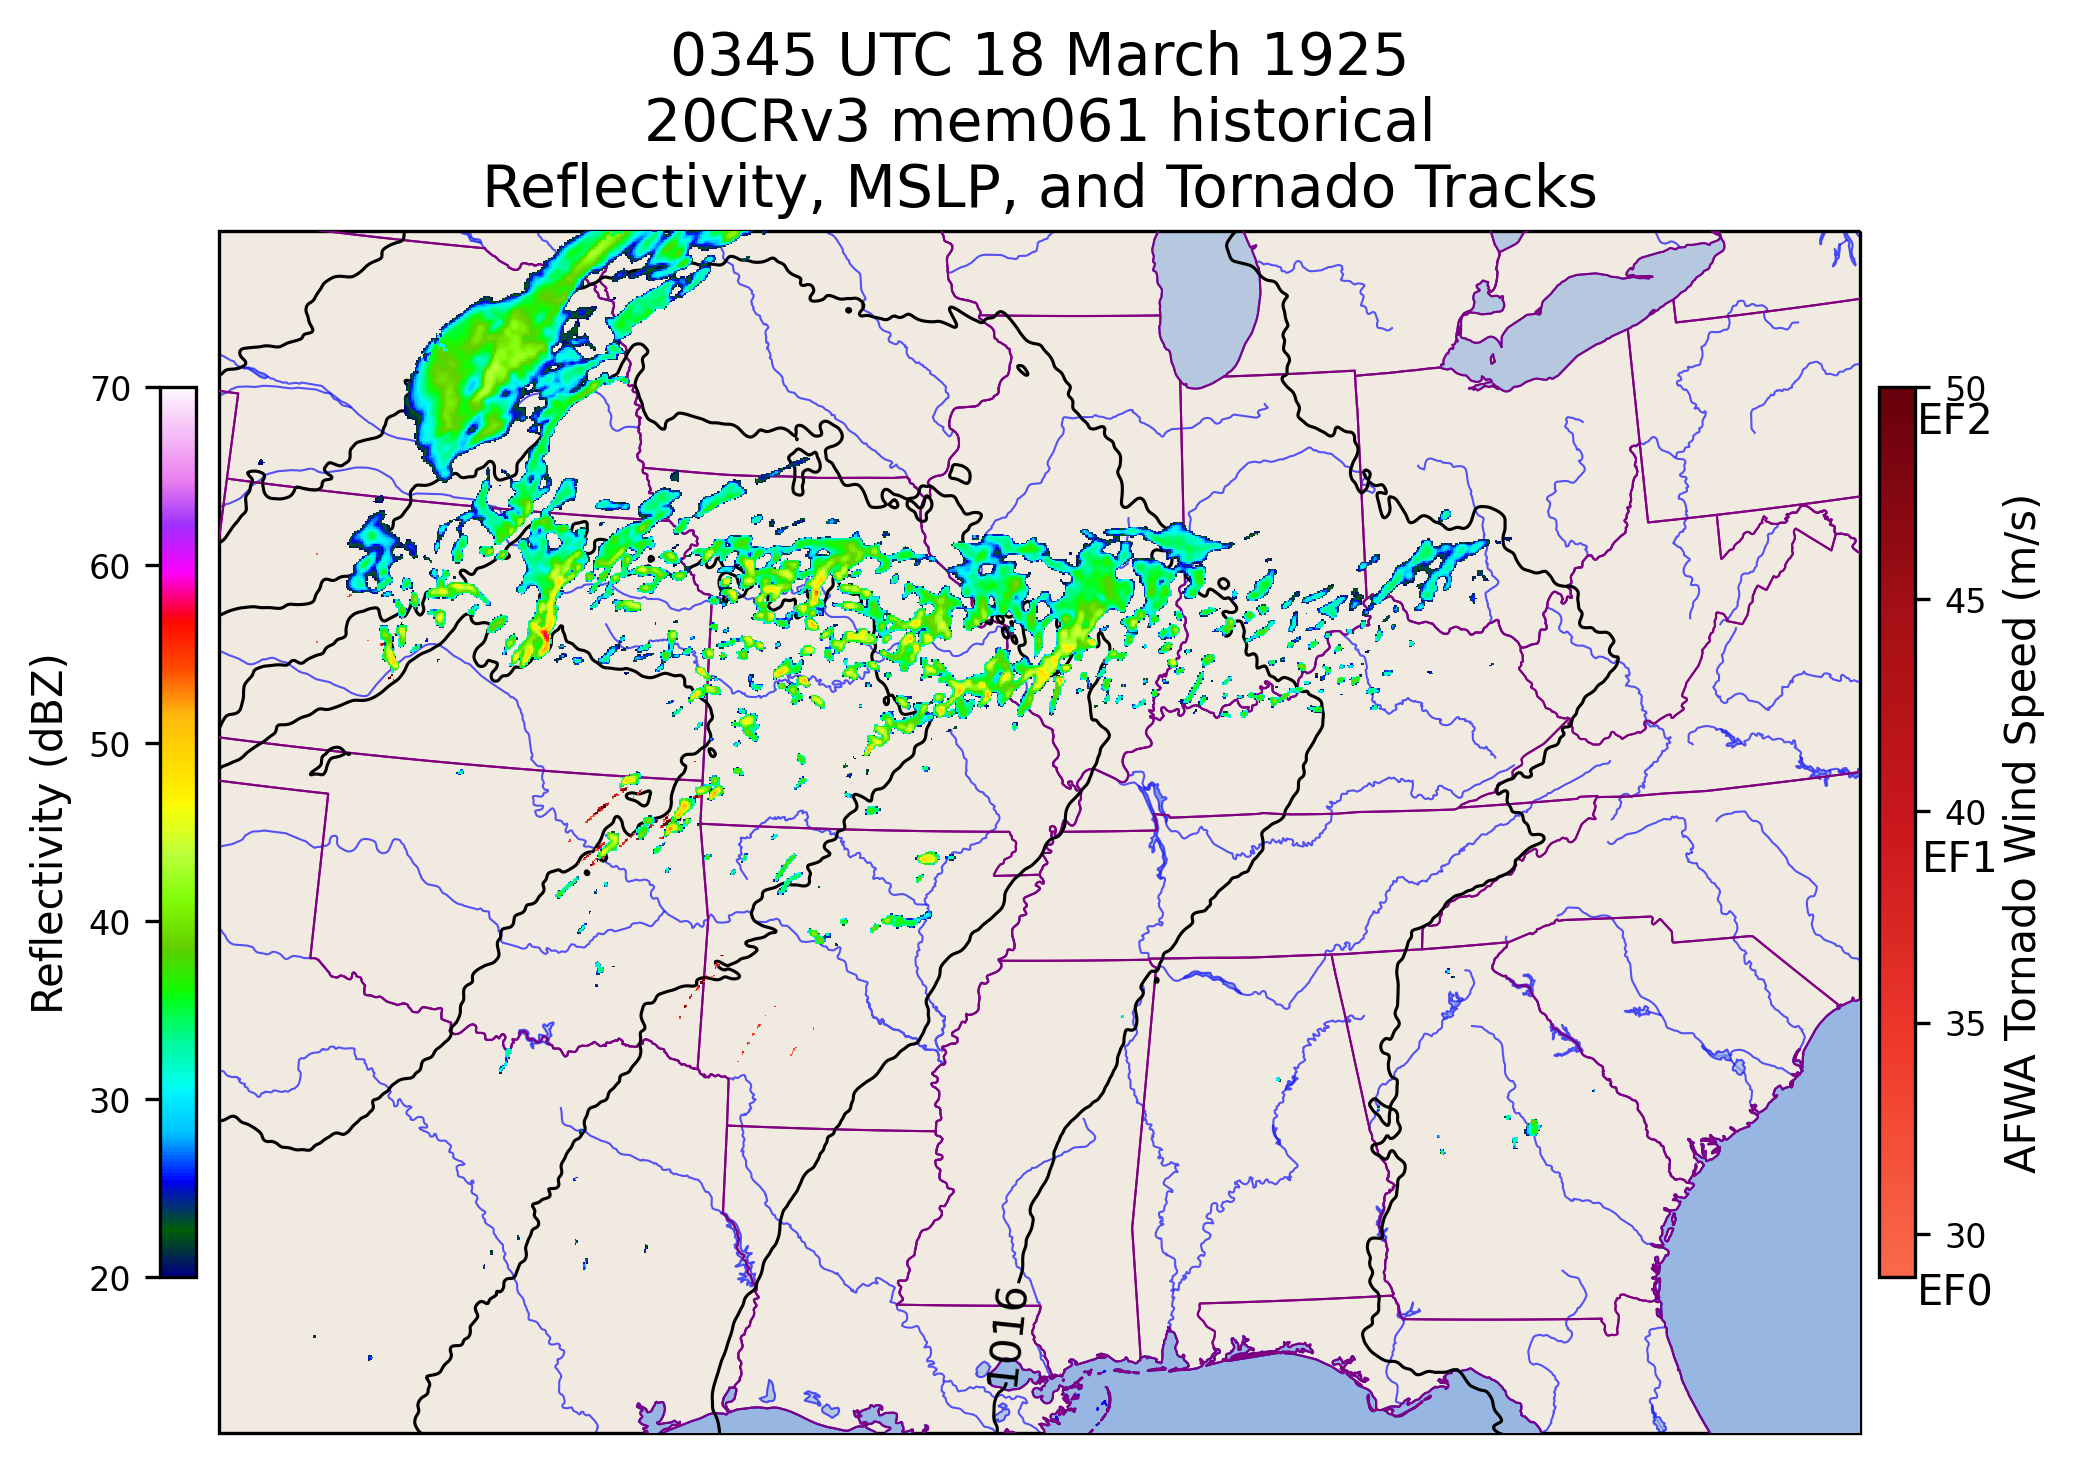 0345 UTC 18 March 1925
20CRv3 mem061 historical
Reflectivity, MSLP, and Tornado Tracks
70
60
50
40
30
20
Reflectivity (dBZ)
1016
50
EF2
45
40
EF1
35
30
EF0
AFWA Tornado Wind Speed (m/s)